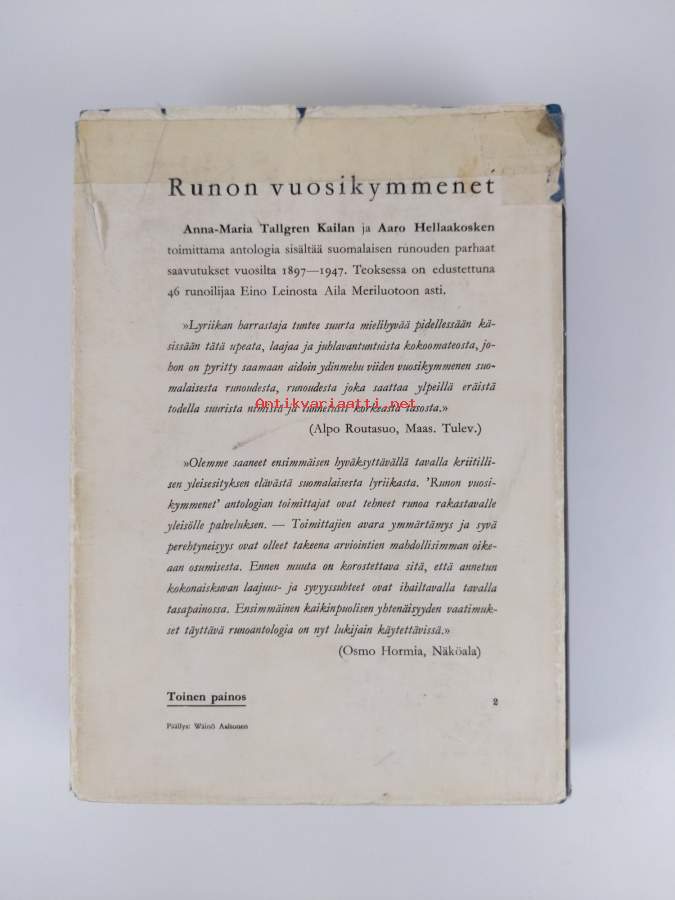 Runon vuosikymmenet
Anna-Maria Tallgren Kailan ja Aaro Hellaakosken
toimittama antologia sisältää suomalaisen runouden parhaat
saavutukset vuosilta 1897—1947. Teoksessa on edustettuna
46 runoilijaa Eino Leinosta Aila Meriluotoon asti.
»Lyriikan harrastaja tuntee suurta mielihyvää pidellessään kä-
sissään tätä upeata, laajaa ja juhlavantuntuista kokoomateosta, jo-
hon on pyritty saamaan aidoin ydinmehu viiden vuosikymmenen suo-
malaisesta runoudesta, runoudesta joka saattaa ylpeillä eräistä
todella suurista nimistä ja tunnetusti korkeasta tasosta.»
Antikvariaatti.net
(Alpo Routasuo, Maas. Tulev.)
»Olemme saaneet ensimmäisen hyväksyttävällä tavalla kriitilli-
sen yleisesityksen elävästä suomalaisesta lyriikasta. 'Runon vuosi-
kymmenet' antologian toimittajat ovat tehneet runoa rakastavalle
yleisölle palveluksen. — Toimittajien avara ymmärtämys ja syvä
perehtyneisyys ovat olleet takeena arviointien mahdollisimman oike-
aan osumisesta. Ennen muuta on korostettava sitä, että annetun
kokonaiskuvan laajuus- ja syvyyssuhteet ovat ihailtavalla tavalla
tasapainossa. Ensimmäinen kaikinpuolisen yhtenäisyyden vaatimuk-
set täyttävä runoantologia on nyt lukijain käytettävissä.»
(Osmo Hormia, Näköala)
Toinen painos
2
Päällys: Wäinö Aaltonen